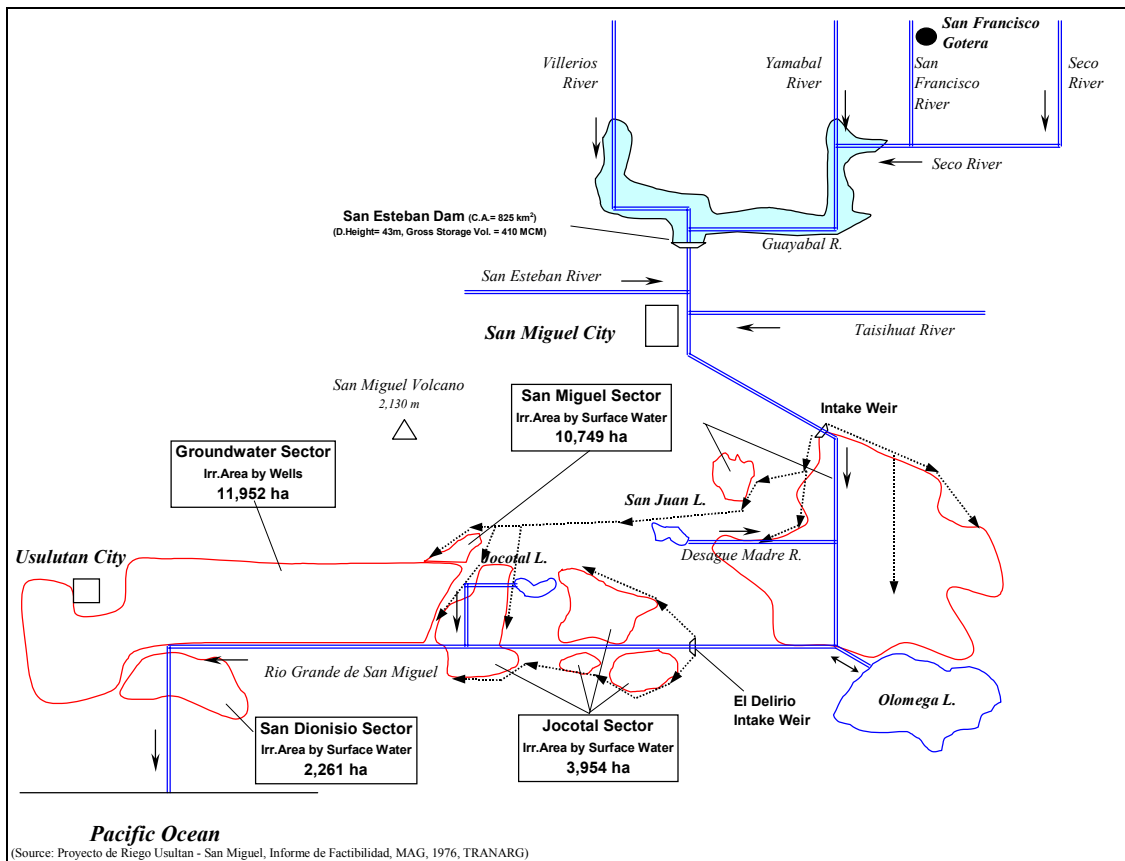 San Francisco
Gotera
Villerios
River
Yamabal
River
San
Francisco
River
Seco
River
Seco River
San Esteban Dam (C.A.= 825 km²)
(D.Height= 43m, Gross Storage Vol. = 410 MCM)
Guayabal R.
San Esteban River
San Miguel City
Taisihuat River
San Miguel Volcano
2,130 m
San Miguel Sector
Irr.Area by Surface Water
10,749 ha
Intake Weir
Groundwater Sector
Irr.Area by Wells
11,952 ha
San Juan L.
Usulutan City
Jocotal L.
Desague Madre R.
Rio Grande de San Miguel
El Delirio
Intake Weir
Olomega L.
San Dionisio Sector
Irr.Area by Surface Water
2,261 ha
Jocotal Sector
Irr.Area by Surface Water
3,954 ha
Pacific Ocean
(Source: Proyecto de Riego Usultan - San Miguel, Informe de Factibilidad, MAG, 1976, TRANARG)